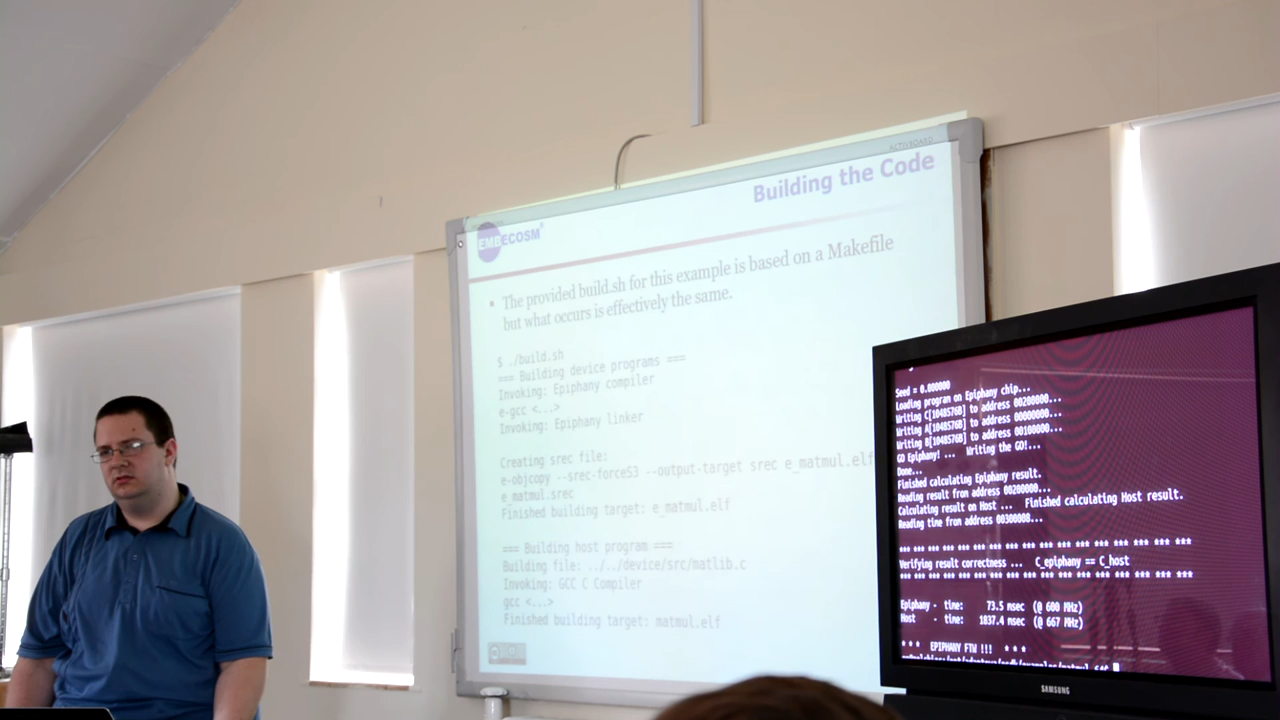 ACTIVBOARD
Building the Code
EMBECOSM®
The provided build.sh for this example is based on a Makefile
but what occurs is effectively the same.
$ ./build.sh
=== Building device programs ===
Invoking: Epiphany compiler
e-gcc <...>
Invoking: Epiphany linker
Creating srec file:
e-objcopy --srec-forceS3 --output-target srec e_matmul.elf
e_matmul.srec
Finished building target: e_matmul.elf
=== Building host program ===
Building file: ../../device/src/matlib.c
Invoking: GCC C Compiler
gcc <...>
Finished building target: matmul.elf
Seed = 0.000000
Loading program on Epiphany chip...
Writing C[1048576B] to address 00200000...
Writing A[1048576B] to address 00000000...
Writing B[1048576B] to address 00100000...
GO Epiphany! ... Writing the GO!...
Done...
Finished calculating Epiphany result.
Reading result from address 00200000...
Calculating result on Host ... Finished calculating Host result.
Reading time from address 00300000...
*** *** *** *** *** *** *** *** *** *** *** *** *** *** *** *** *** *** ***
Verifying result correctness ... C_epiphany == C_host
*** *** *** *** *** *** *** *** *** *** *** *** *** *** *** *** *** *** ***
Epiphany - time: 73.5 msec (@ 600 MHz)
Host - time: 1837.4 msec (@ 667 MHz)
* * * EPIPHANY FTW !!! * * *
SAMSUNG